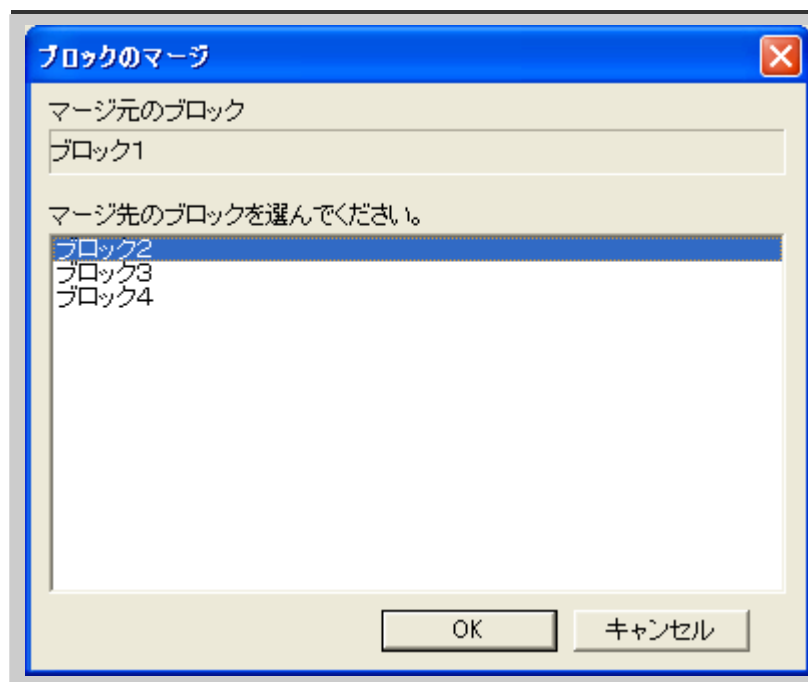 ブロックのマージ
マージ元のブロック
ブロック1
マージ先のブロックを選んでください。
ブロック2
ブロック3
ブロック4
OK
キャンセル